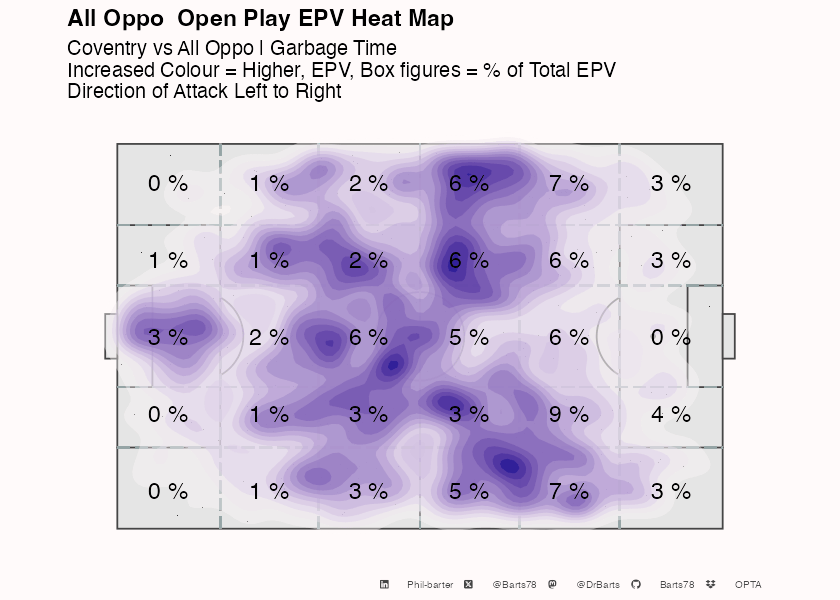 All Oppo  Open Play EPV Heat Map
Coventry vs All Oppo | Garbage Time
Increased Colour = Higher, EPV, Box figures = % of Total EPV
Direction of Attack Left to Right
0 % 1 % 2 % 6 % 7 % 3 %
1 % 1 % 2 % 6 % 6 % 3 %
3 % 2 % 6 % 5 % 6 % 0 %
0 % 1 % 3 % 3 % 9 % 4 %
0 % 1 % 3 % 5 % 7 % 3 %
Phil-barter @Barts78 @DrBarts Barts78 OPTA